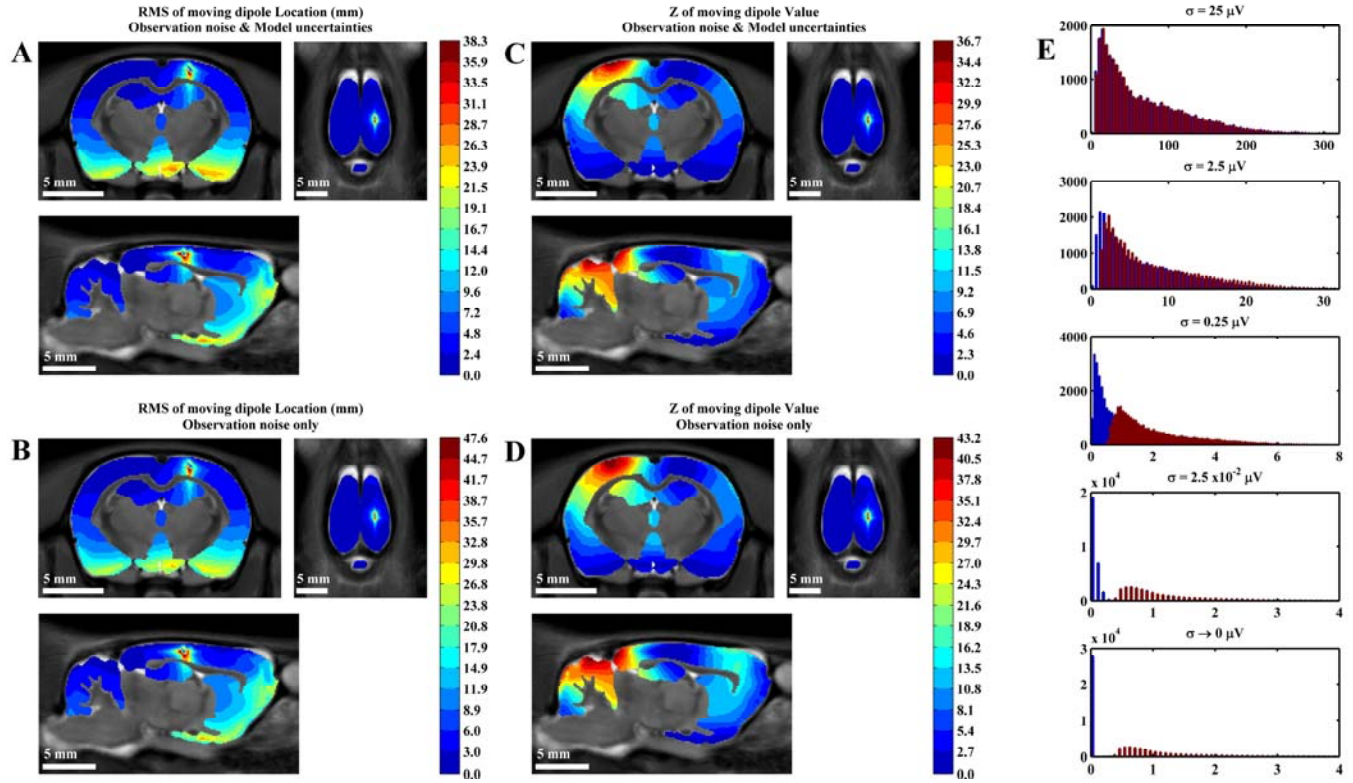 RMS of moving dipole Location (mm)
Observation noise & Model uncertainties
A
5 mm
5 mm
5 mm
38.3
35.9
33.5
31.1
28.7
26.3
23.9
21.5
19.1
16.7
14.4
12.0
9.6
7.2
4.8
2.4
0.0
Z of moving dipole Value
Observation noise & Model uncertainties
C
5 mm
5 mm
5 mm
36.7
34.4
32.1
29.8
27.5
25.3
23.0
20.7
18.4
16.1
13.8
11.5
9.2
6.9
4.6
2.3
0.0
RMS of moving dipole Location (mm)
Observation noise only
B
5 mm
5 mm
5 mm
47.6
44.7
41.7
38.7
35.7
32.7
29.8
26.8
23.8
20.8
17.9
14.9
11.9
8.9
6.0
3.0
0.0
Z of moving dipole Value
Observation noise only
D
5 mm
5 mm
5 mm
43.2
40.5
37.8
35.1
32.4
29.7
27.0
24.3
21.6
18.9
16.2
13.5
10.8
8.1
5.4
2.7
0.0
E
σ = 25 μV
2000
1000
0
0 100 200 300
σ = 2.5 μV
3000
2000
1000
0
0 10 20 30
σ = 0.25 μV
4000
2000
0
0 2 4 6 8
σ = 2.5 x10⁻² μV
x 10⁴
2
1
0
0 1 2 3 4
σ → 0 μV
x 10⁴
3
2
1
0
0 1 2 3 4